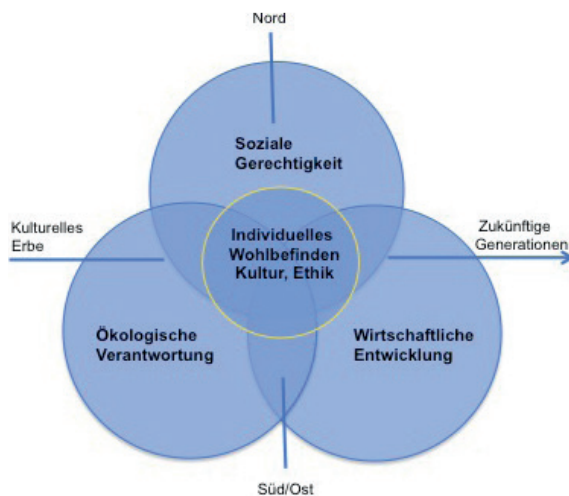 Nord
Soziale
Gerechtigkeit
Kulturelles
Erbe
Individuelles
Wohlbefinden
Kultur, Ethik
Zukünftige
Generationen
Ökologische
Verantwortung
Wirtschaftliche
Entwicklung
Süd/Ost